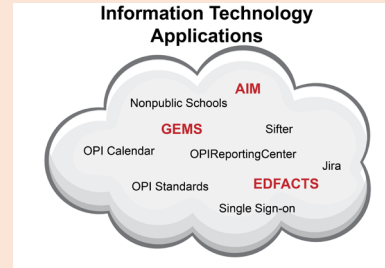 Information Technology
Applications
AIM
Nonpublic Schools
GEMS
Sifter
OPI Calendar
OPIReportingCenter
Jira
OPI Standards
EDFACTS
Single Sign-on